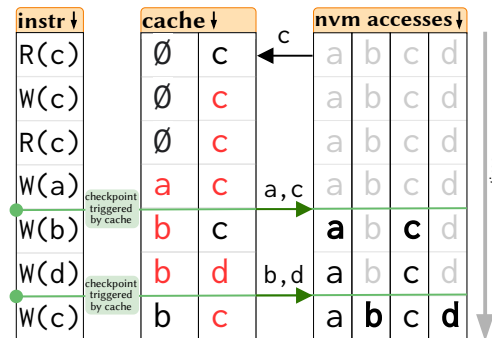 instr↓ cache↓ nvm accesses↓
R(c) Ø c c a b c d
W(c) Ø c a b c d
R(c) Ø c a b c d
W(a) a c a b c d
checkpoint
triggered
by cache
a,c
W(b) b c a b c d
W(d) b d a b c d
checkpoint
triggered
by cache
b,d
W(c) b c a b c d